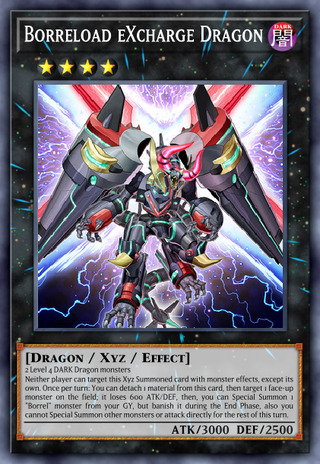 Borreload eXcharge Dragon
DARK
闇
[Dragon / Xyz / Effect]
2 Level 4 DARK Dragon monsters
Neither player can target this Xyz Summoned card with monster effects, except its
own. Once per turn: You can detach 1 material from this card, then target 1 face-up
monster on the field; it loses 600 ATK/DEF, then, you can Special Summon 1
"Borrel" monster from your GY, but banish it during the End Phase, also you
cannot Special Summon other monsters or attack directly for the rest of this turn.
ATK/3000 DEF/2500